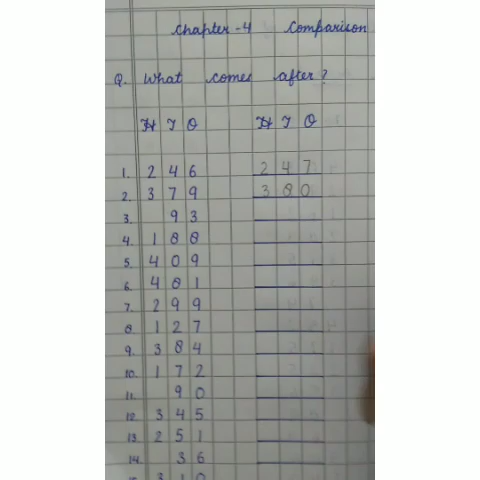 Chapter-4 Comparison
Q. What comes after?
H T O H T O
1. 2 4 6 2 4 7
2. 3 7 9 3 8 0
3. 9 3
4. 1 8 8
5. 4 0 9
6. 4 8 1
7. 2 9 9
8. 1 2 7
9. 3 8 4
10. 1 7 2
11. 9 0
12. 3 4 5
13. 2 5 1
14. 3 6
3 1 0